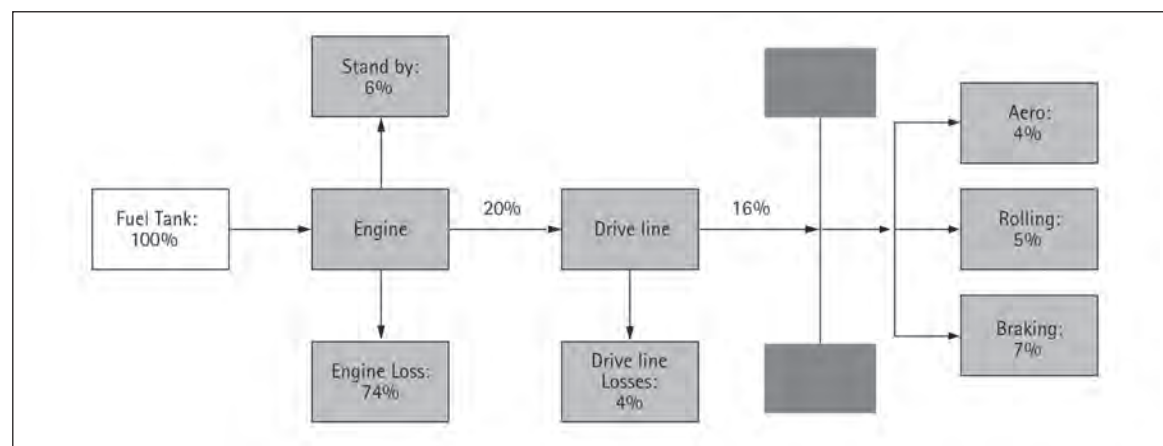 Stand by:
6%
Fuel Tank:
100%
Engine
20%
Drive line
16%
Aero:
4%
Rolling:
5%
Braking:
7%
Engine Loss:
74%
Drive line
Losses:
4%